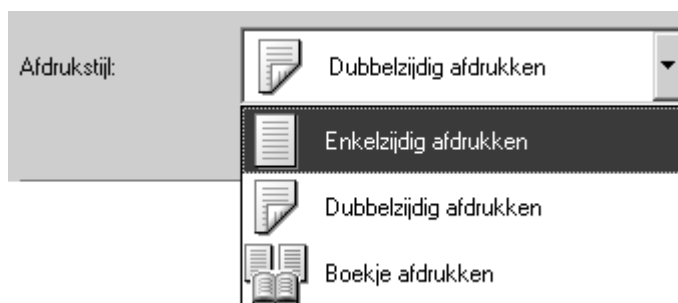 Afdrukstijl:
Dubbelzijdig afdrukken
Enkelzijdig afdrukken
Dubbelzijdig afdrukken
Boekje afdrukken